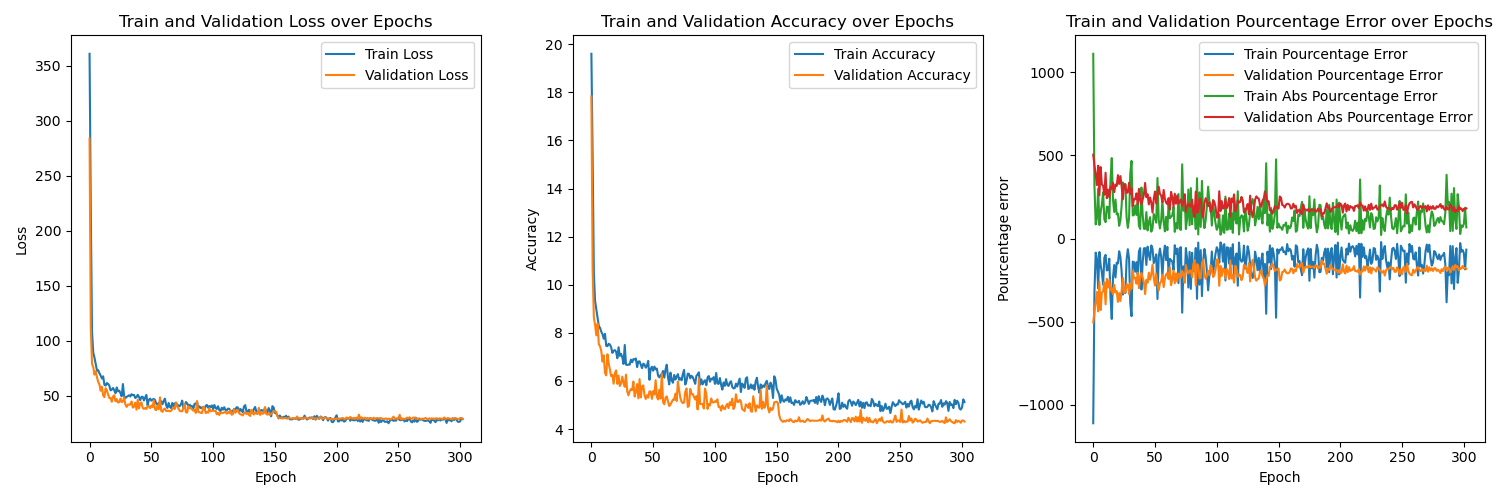 Train and Validation Loss over Epochs
Train Loss
Validation Loss
350
300
250
200
150
100
50
0
50
100
150
200
250
300
Loss
Epoch
Train and Validation Accuracy over Epochs
Train Accuracy
Validation Accuracy
20
18
16
14
12
10
8
6
4
0
50
100
150
200
250
300
Accuracy
Epoch
Train and Validation Pourcentage Error over Epochs
Train Pourcentage Error
Validation Pourcentage Error
Train Abs Pourcentage Error
Validation Abs Pourcentage Error
1000
500
0
−500
−1000
0
50
100
150
200
250
300
Pourcentage error
Epoch